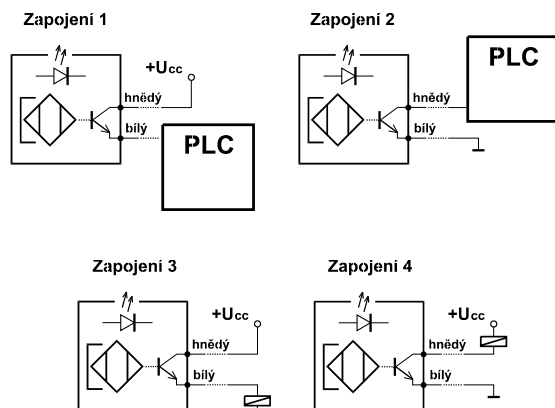 Zapojení 1
Zapojení 2
+Ucc
PLC
hnědý
hnědý
bílý
bílý
PLC
Zapojení 3
Zapojení 4
+Ucc
+Ucc
hnědý
hnědý
bílý
bílý